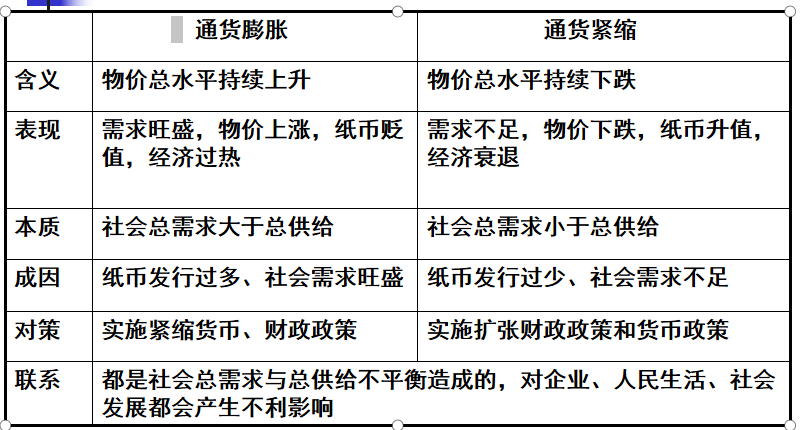 通货膨胀 通货紧缩
含义 物价总水平持续上升 物价总水平持续下跌
表现 需求旺盛，物价上涨，纸币贬 需求不足，物价下跌，纸币升值，
值，经济过热 经济衰退
本质 社会总需求大于总供给 社会总需求小于总供给
成因 纸币发行过多、社会需求旺盛 纸币发行过少、社会需求不足
对策 实施紧缩货币、财政政策 实施扩张财政政策和货币政策
联系 都是社会总需求与总供给不平衡造成的，对企业、人民生活、社会
发展都会产生不利影响